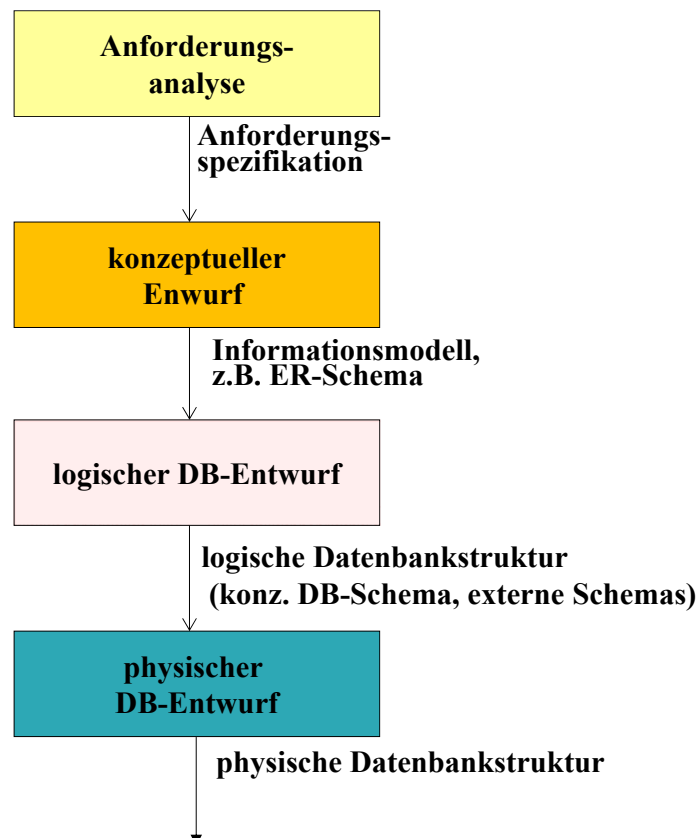 Anforderungs-
analyse
Anforderungs-
spezifikation
konzeptueller
Enwurf
Informationsmodell,
z.B. ER-Schema
logischer DB-Entwurf
logische Datenbankstruktur
(konz. DB-Schema, externe Schemas)
physischer
DB-Entwurf
physische Datenbankstruktur